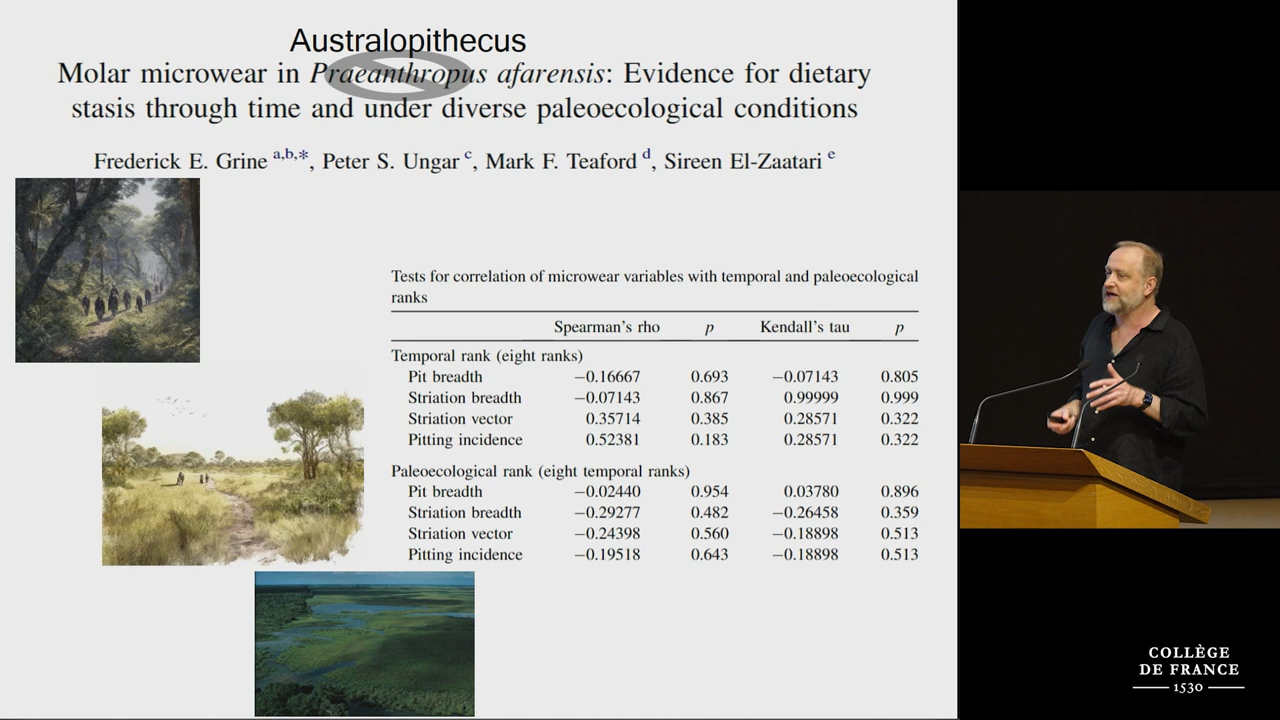 Australopithecus
Molar microwear in Praeanthropus afarensis: Evidence for dietary
stasis through time and under diverse paleoecological conditions
Frederick E. Grine a,b,*, Peter S. Ungar c, Mark F. Teaford d, Sireen El-Zaatari e
Tests for correlation of microwear variables with temporal and paleoecological
ranks
Spearman's rho p Kendall's tau p
Temporal rank (eight ranks)
Pit breadth −0.16667 0.693 −0.07143 0.805
Striation breadth −0.07143 0.867 0.99999 0.999
Striation vector 0.35714 0.385 0.28571 0.322
Pitting incidence 0.52381 0.183 0.28571 0.322
Paleoecological rank (eight temporal ranks)
Pit breadth −0.02440 0.954 0.03780 0.896
Striation breadth −0.29277 0.482 −0.26458 0.359
Striation vector −0.24398 0.560 −0.18898 0.513
Pitting incidence −0.19518 0.643 −0.18898 0.513
COLLÈGE
DE FRANCE
1530